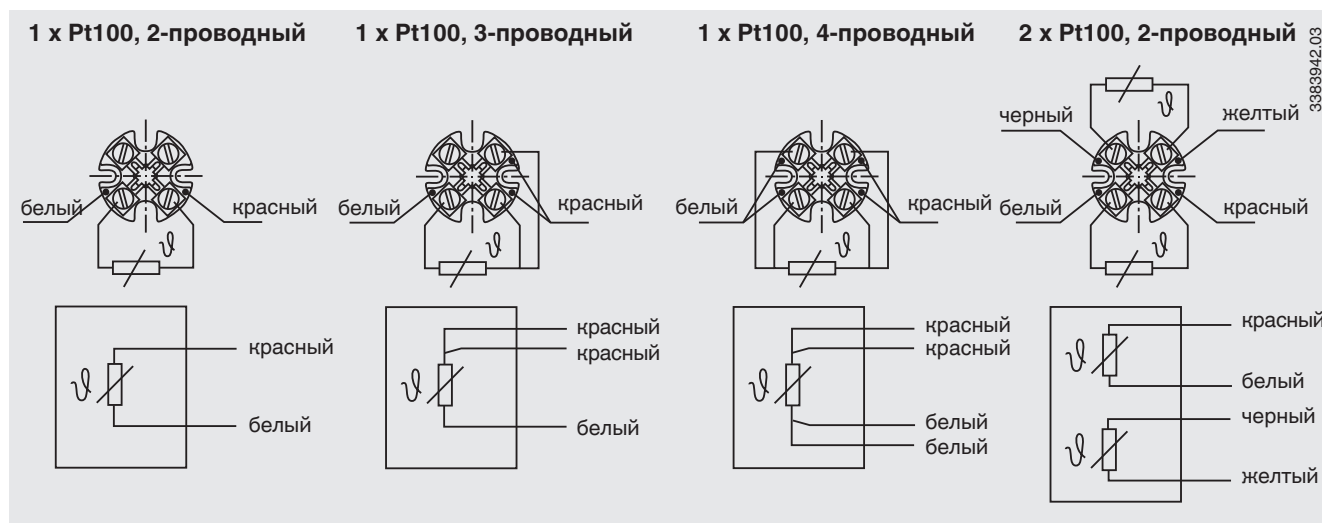 1 x Pt100, 2-проводный
1 x Pt100, 3-проводный
1 x Pt100, 4-проводный
2 x Pt100, 2-проводный
3383942.03
ϑ
черный
желтый
белый
красный
ϑ
белый
красный
ϑ
белый
красный
ϑ
белый
красный
ϑ
ϑ
красный
белый
ϑ
красный
красный
белый
ϑ
красный
красный
белый
белый
ϑ
красный
белый
ϑ
черный
желтый